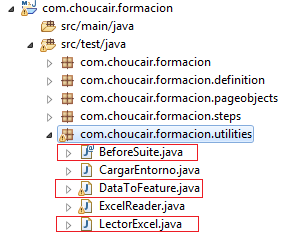 com.choucair.formacion
src/main/java
src/test/java
com.choucair.formacion
com.choucair.formacion.definition
com.choucair.formacion.pageobjects
com.choucair.formacion.steps
com.choucair.formacion.utilities
BeforeSuite.java
CargarEntorno.java
DataToFeature.java
ExcelReader.java
LectorExcel.java